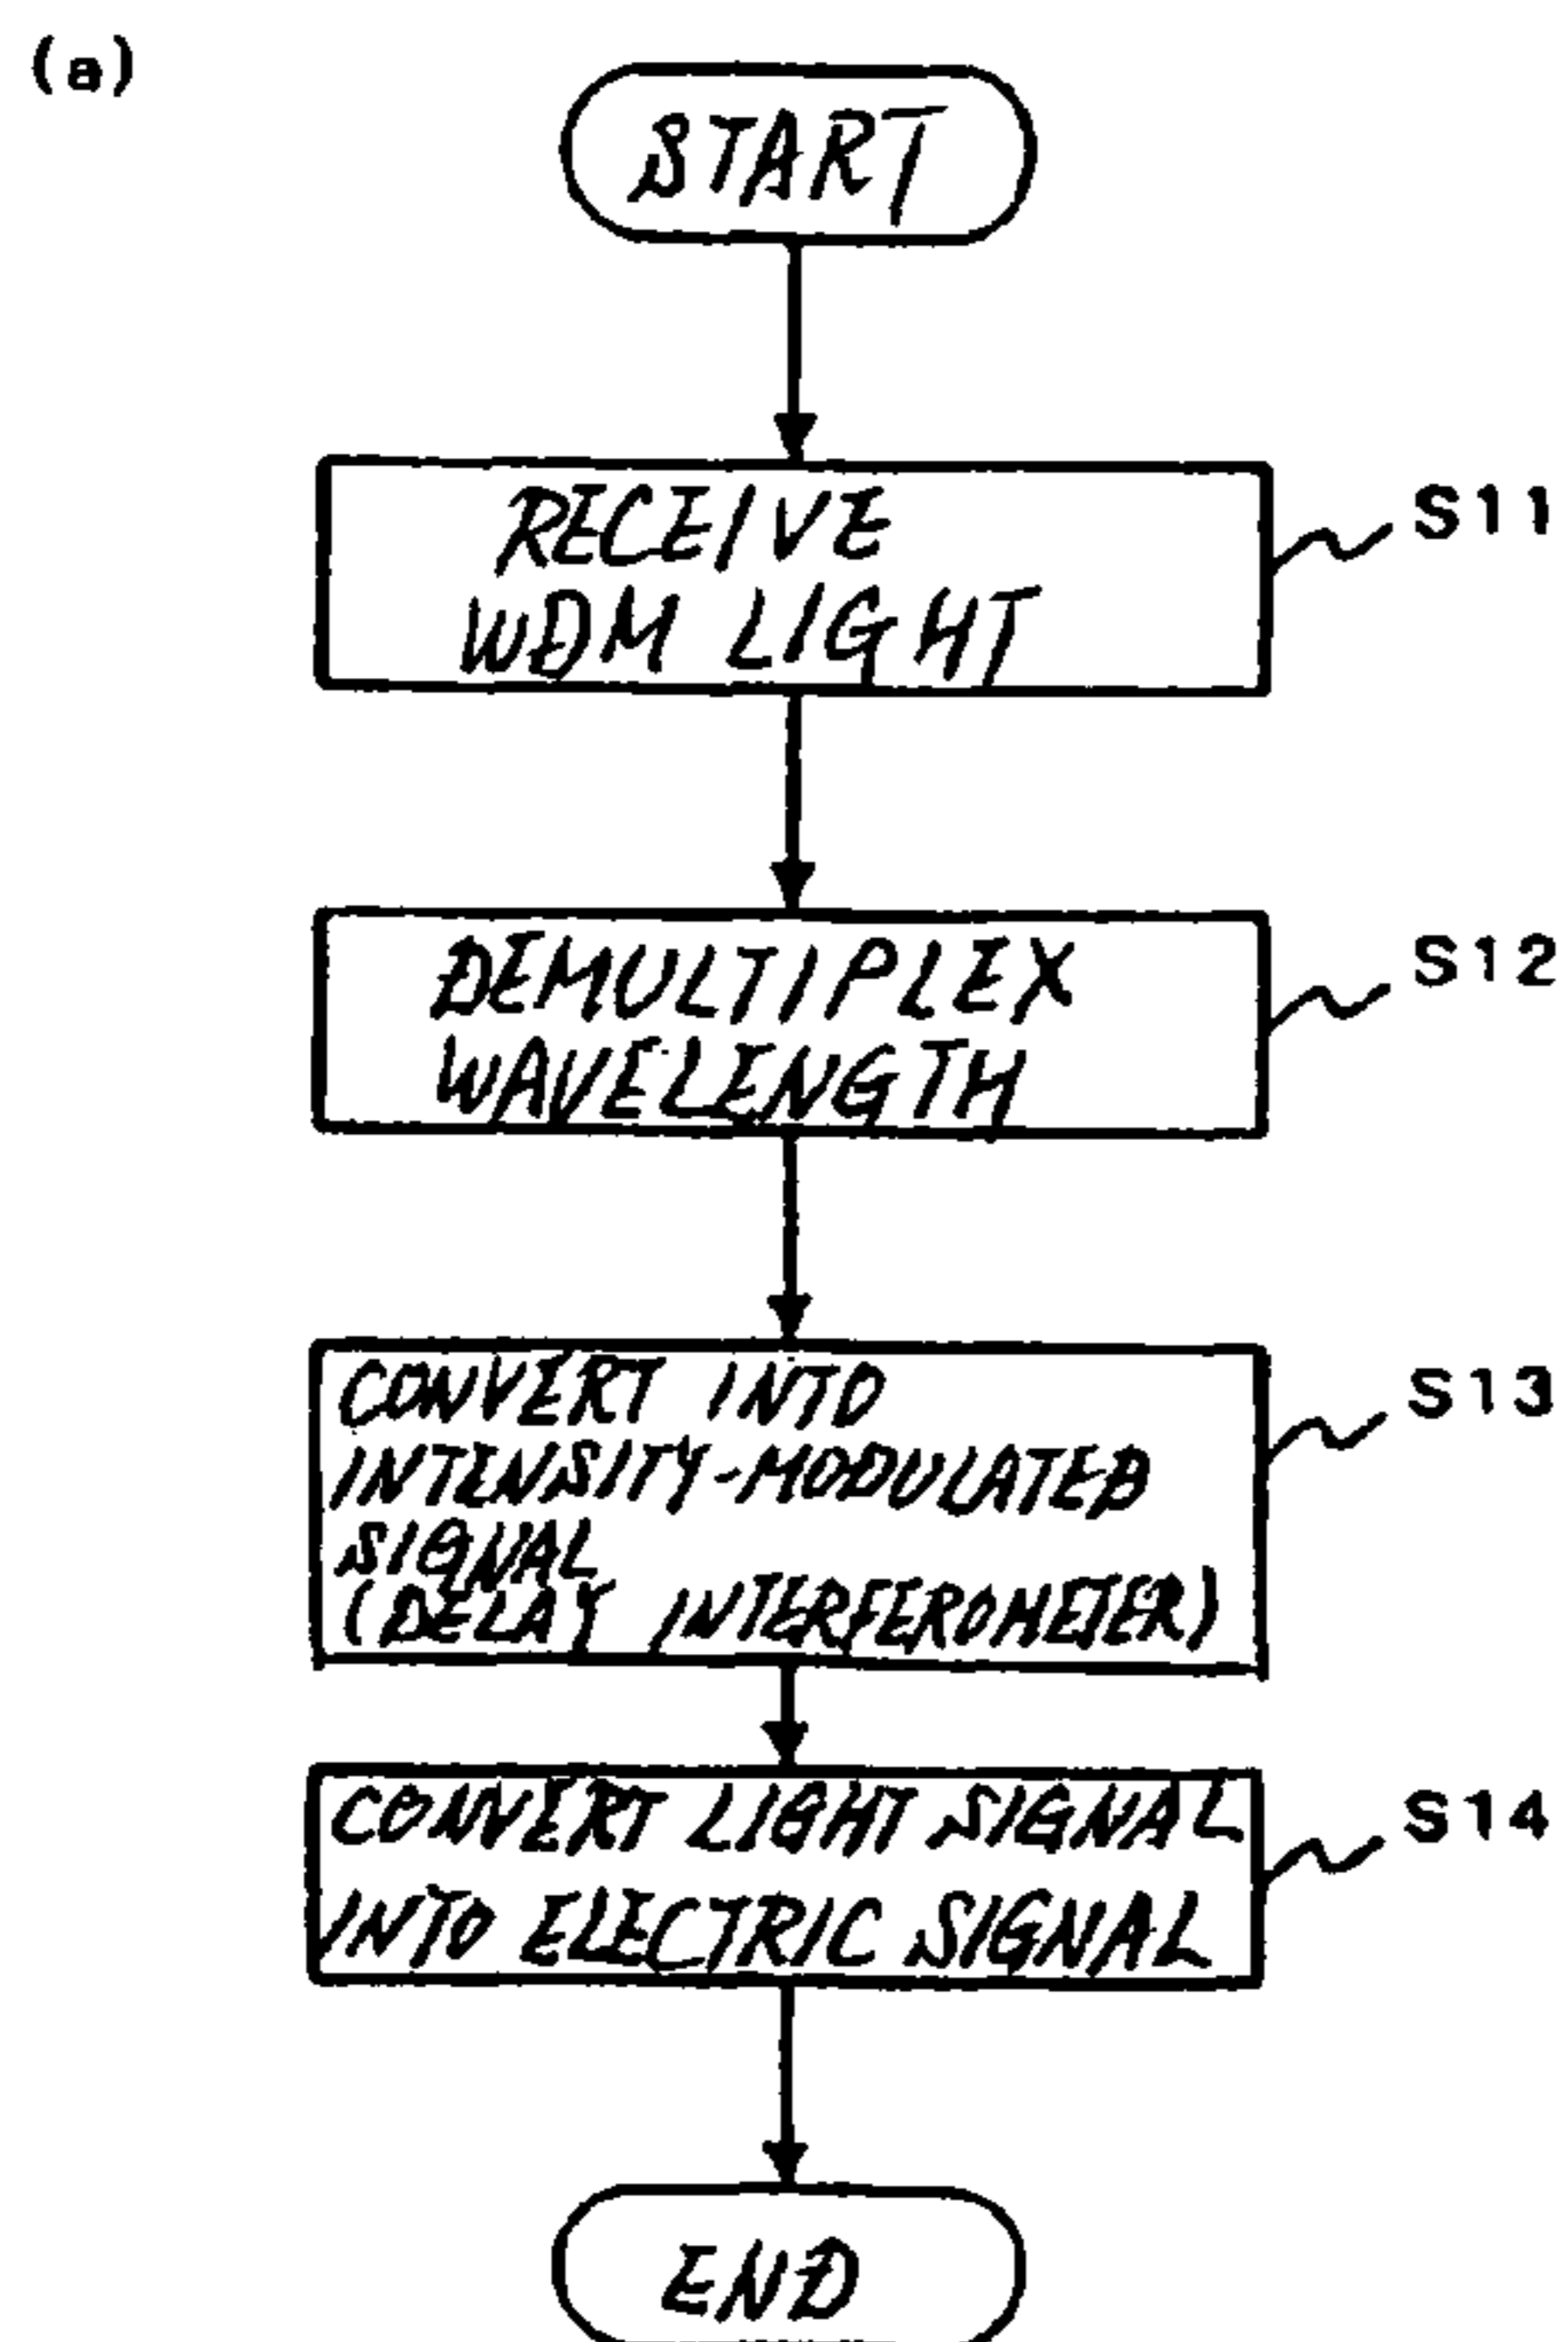 (a)
START
RECEIVE
WDM LIGHT
S11
DEMULTIPLEX
WAVELENGTH
S12
CONVERT INTO
INTENSITY-MODULATED
SIGNAL
(DELAY INTERFEROMETER)
S13
CONVERT LIGHT SIGNAL
INTO ELECTRIC SIGNAL
S14
END